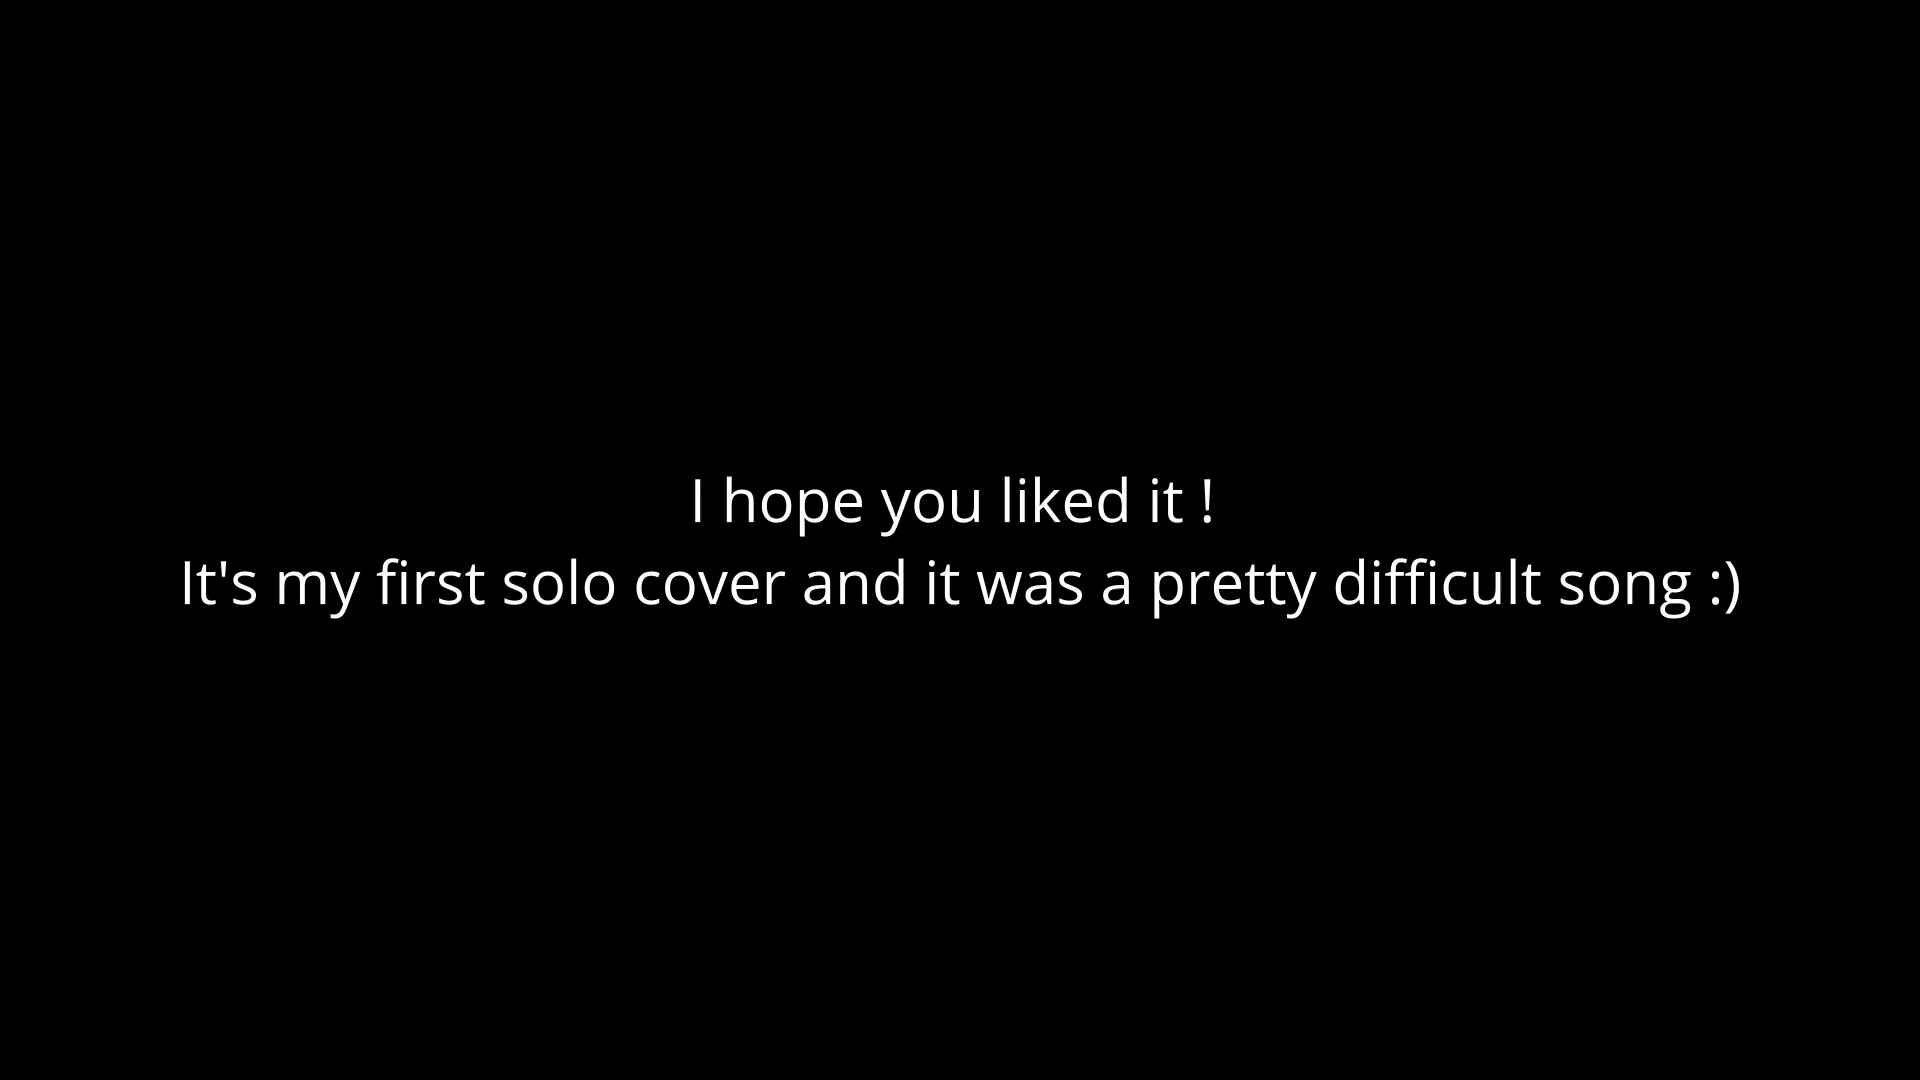 I hope you liked it !
It's my first solo cover and it was a pretty difficult song :)